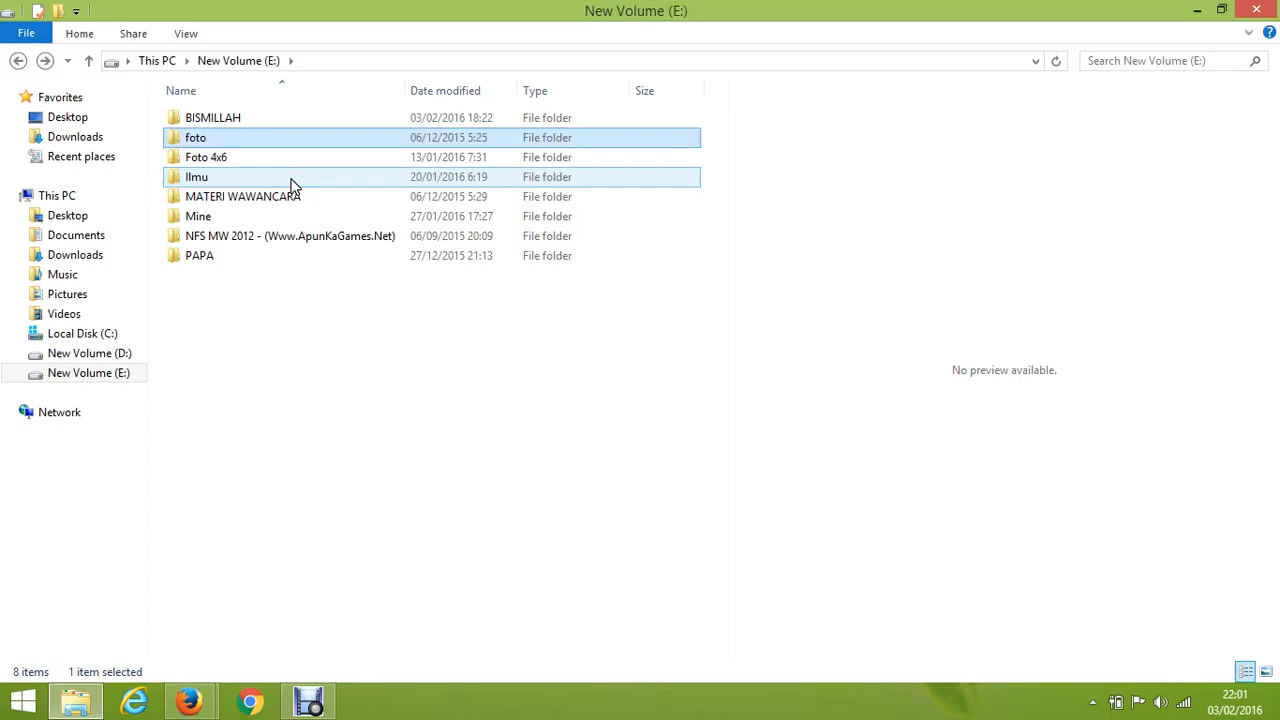 New Volume (E:)
File Home Share View
This PC New Volume (E:)
Search New Volume (E:)
Favorites
Desktop
Downloads
Recent places
This PC
Desktop
Documents
Downloads
Music
Pictures
Videos
Local Disk (C:)
New Volume (D:)
New Volume (E:)
Network
Name Date modified Type Size
BISMILLAH 03/02/2016 18:22 File folder
foto 06/12/2015 5:25 File folder
Foto 4x6 13/01/2016 7:31 File folder
Ilmu 20/01/2016 6:19 File folder
MATERI WAWANCARA 06/12/2015 5:29 File folder
Mine 27/01/2016 17:27 File folder
NFS MW 2012 - (Www.ApunKaGames.Net) 06/09/2015 20:09 File folder
PAPA 27/12/2015 21:13 File folder
No preview available.
8 items 1 item selected
22:01
03/02/2016